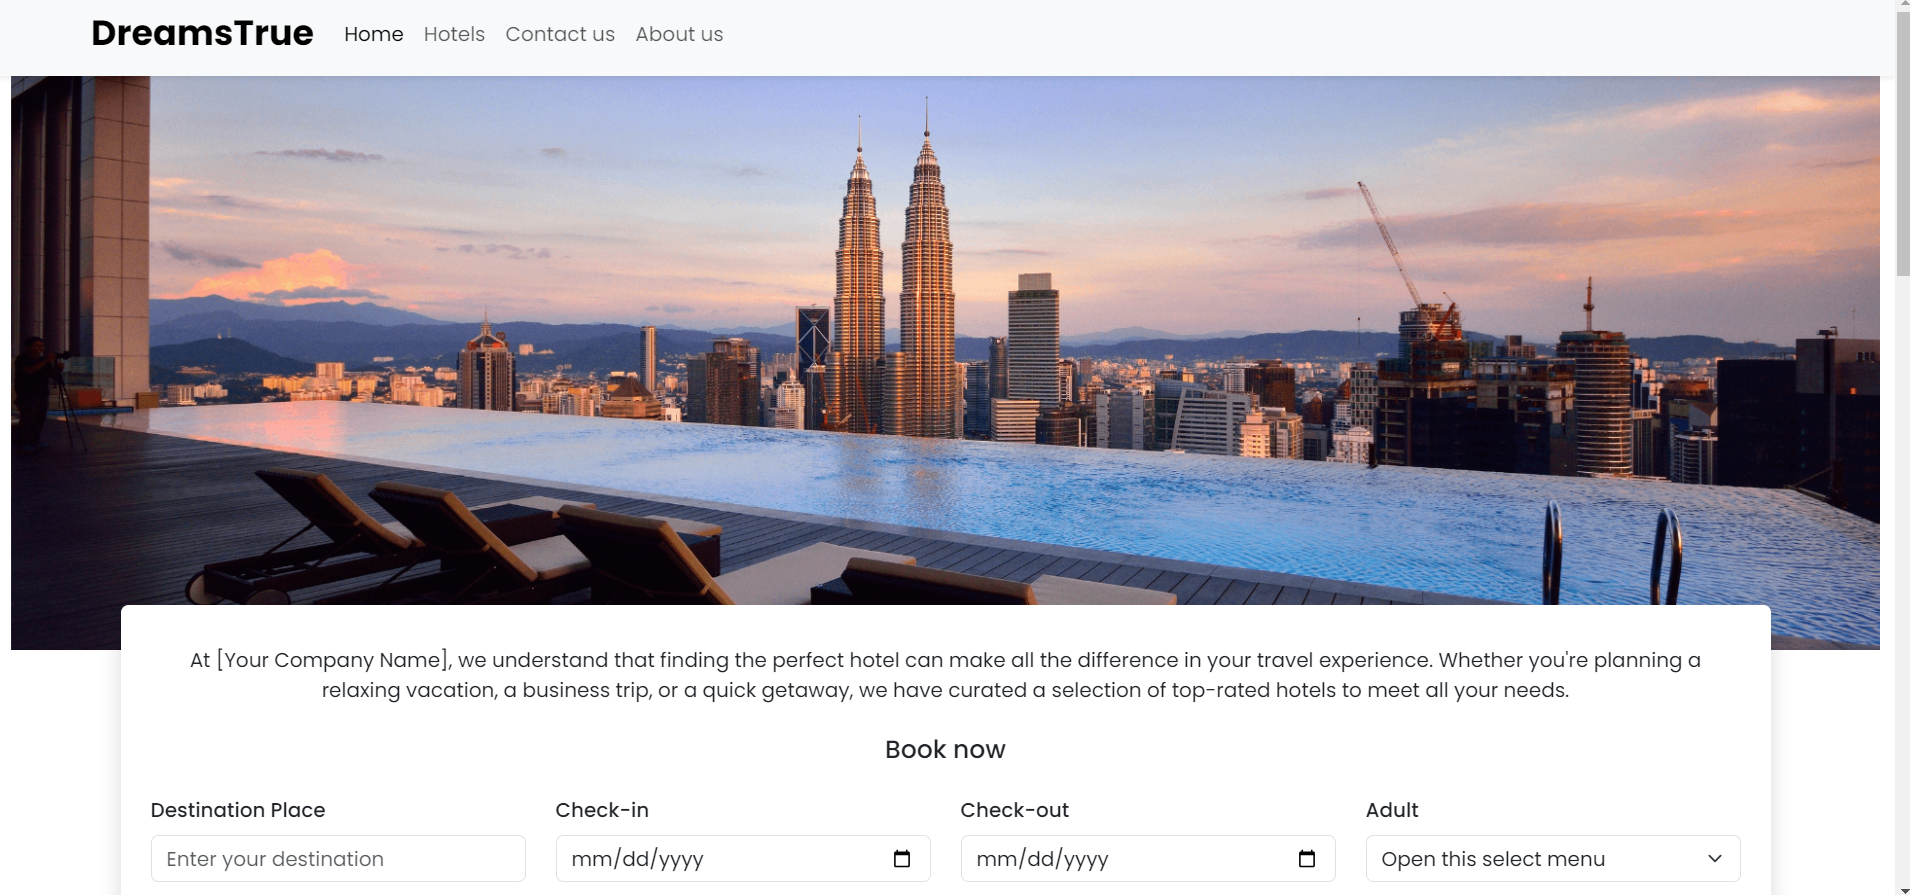 DreamsTrue Home Hotels Contact us About us
At [Your Company Name], we understand that finding the perfect hotel can make all the difference in your travel experience. Whether you're planning a
relaxing vacation, a business trip, or a quick getaway, we have curated a selection of top-rated hotels to meet all your needs.
Book now
Destination Place Check-in Check-out Adult
Enter your destination mm/dd/yyyy mm/dd/yyyy Open this select menu